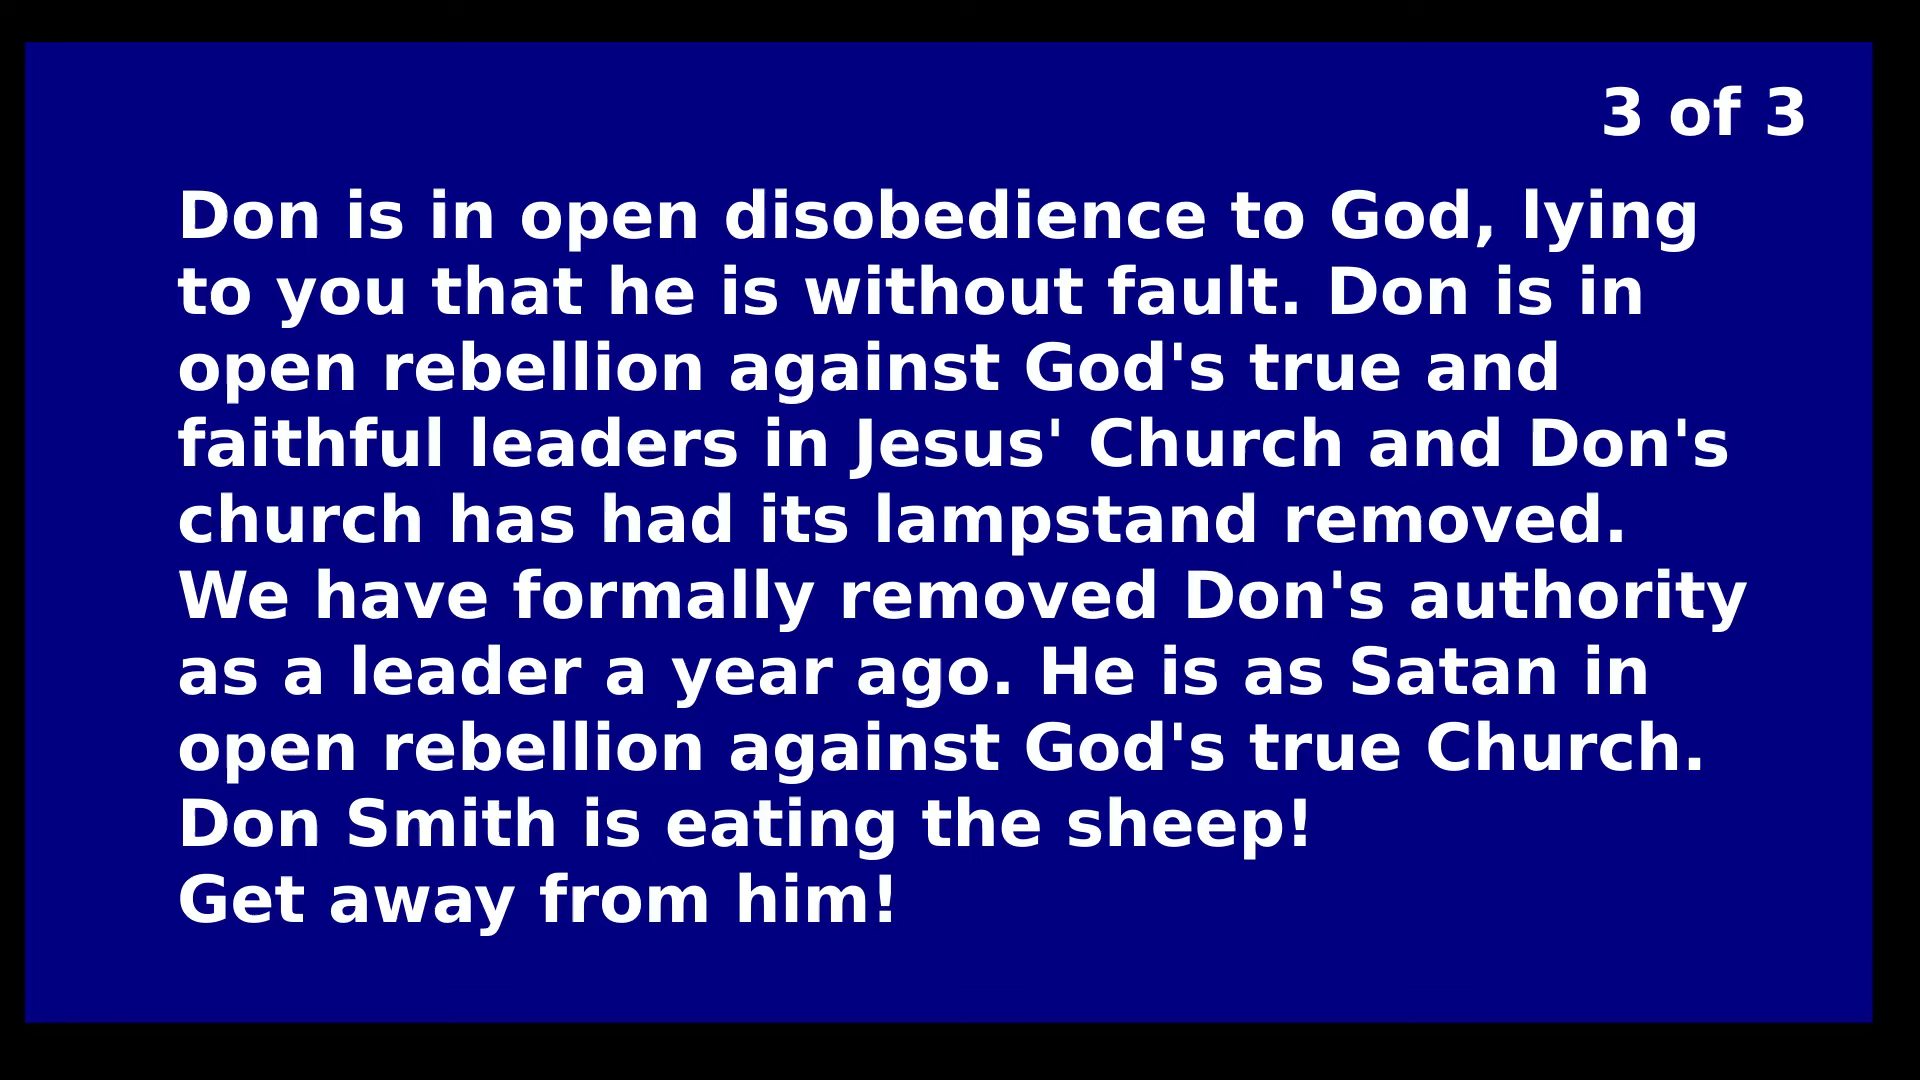 3 of 3
Don is in open disobedience to God, lying
to you that he is without fault. Don is in
open rebellion against God's true and
faithful leaders in Jesus' Church and Don's
church has had its lampstand removed.
We have formally removed Don's authority
as a leader a year ago. He is as Satan in
open rebellion against God's true Church.
Don Smith is eating the sheep!
Get away from him!